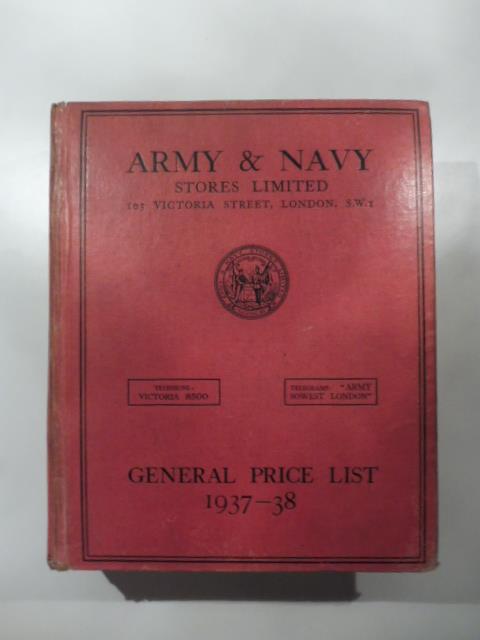 ARMY & NAVY
STORES LIMITED
105 VICTORIA STREET, LONDON, S.W.1
TELEPHONE:
VICTORIA 8500
TELEGRAMS: "ARMY
SOWEST LONDON"
GENERAL PRICE LIST
1937-38